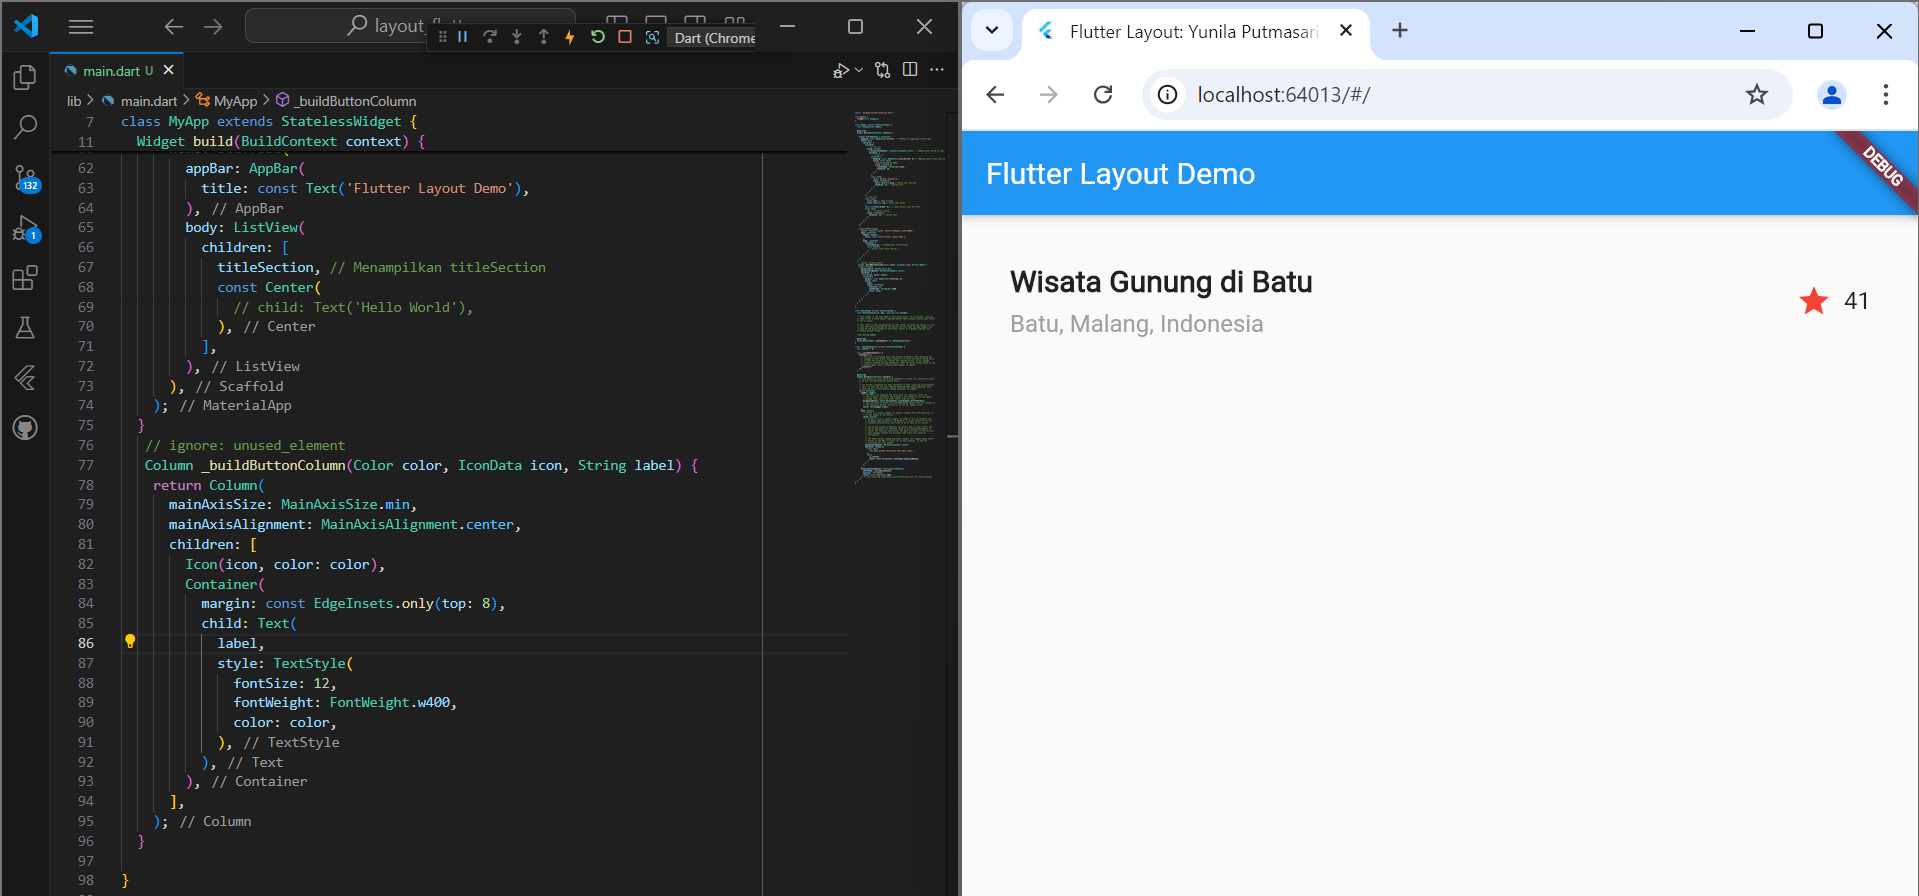 layout_flutter
Dart (Chrome
main.dart U
lib > main.dart > MyApp > _buildButtonColumn
7 class MyApp extends StatelessWidget {
11 Widget build(BuildContext context) {
62 appBar: AppBar(
63 title: const Text('Flutter Layout Demo'),
64 ), // AppBar
65 body: ListView(
66 children: [
67 titleSection, // Menampilkan titleSection
68 const Center(
69 // child: Text('Hello World'),
70 ), // Center
71 ],
72 ), // ListView
73 ), // Scaffold
74 ); // MaterialApp
75 }
76 // ignore: unused_element
77 Column _buildButtonColumn(Color color, IconData icon, String label) {
78 return Column(
79 mainAxisSize: MainAxisSize.min,
80 mainAxisAlignment: MainAxisAlignment.center,
81 children: [
82 Icon(icon, color: color),
83 Container(
84 margin: const EdgeInsets.only(top: 8),
85 child: Text(
86 label,
87 style: TextStyle(
88 fontSize: 12,
89 fontWeight: FontWeight.w400,
90 color: color,
91 ), // TextStyle
92 ), // Text
93 ), // Container
94 ],
95 ); // Column
96 }
97
98 }
132
1
Flutter Layout: Yunila Putmasari
localhost:64013/#/
Flutter Layout Demo
DEBUG
Wisata Gunung di Batu
Batu, Malang, Indonesia
41